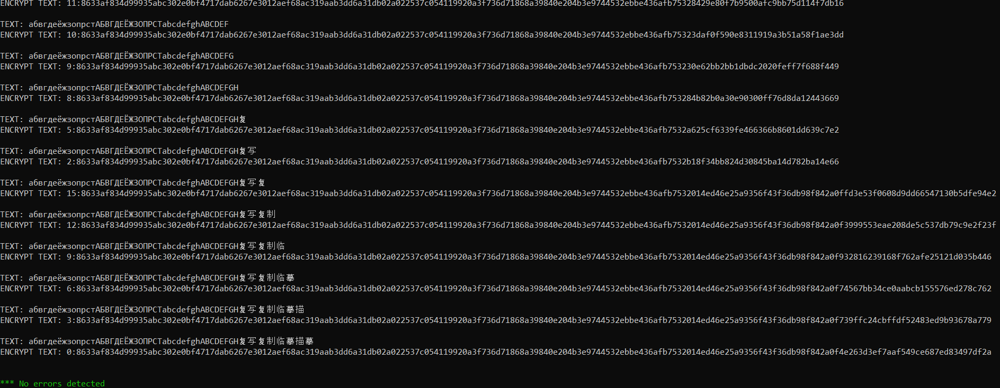 ENCRYPT TEXT: 11:8633af834d99935abc302e0bf4717dab6267e3012aef68ac319aab3dd6a31db02a022537c054119920a3f736d71868a39840e204b3e9744532ebbe436afb75328429e80f7b9500afc9bb75d114f7db16
TEXT: абвгдеёжзопрстАБВГДЕЁЖЗОПРСТabcdefghABCDEF
ENCRYPT TEXT: 10:8633af834d99935abc302e0bf4717dab6267e3012aef68ac319aab3dd6a31db02a022537c054119920a3f736d71868a39840e204b3e9744532ebbe436afb75323daf0f590e8311919a3b51a58f1ae3dd
TEXT: абвгдеёжзопрстАБВГДЕЁЖЗОПРСТabcdefghABCDEFG
ENCRYPT TEXT: 9:8633af834d99935abc302e0bf4717dab6267e3012aef68ac319aab3dd6a31db02a022537c054119920a3f736d71868a39840e204b3e9744532ebbe436afb753230e62bb2bb1dbdc2020feff7f688f449
TEXT: абвгдеёжзопрстАБВГДЕЁЖЗОПРСТabcdefghABCDEFGH
ENCRYPT TEXT: 8:8633af834d99935abc302e0bf4717dab6267e3012aef68ac319aab3dd6a31db02a022537c054119920a3f736d71868a39840e204b3e9744532ebbe436afb753284b82b0a30e90300ff76d8da12443669
TEXT: абвгдеёжзопрстАБВГДЕЁЖЗОПРСТabcdefghABCDEFGH复
ENCRYPT TEXT: 5:8633af834d99935abc302e0bf4717dab6267e3012aef68ac319aab3dd6a31db02a022537c054119920a3f736d71868a39840e204b3e9744532ebbe436afb7532a625cf6339fe466366b8601dd639c7e2
TEXT: абвгдеёжзопрстАБВГДЕЁЖЗОПРСТabcdefghABCDEFGH复写
ENCRYPT TEXT: 2:8633af834d99935abc302e0bf4717dab6267e3012aef68ac319aab3dd6a31db02a022537c054119920a3f736d71868a39840e204b3e9744532ebbe436afb7532b18f34bb824d30845ba14d782ba14e66
TEXT: абвгдеёжзопрстАБВГДЕЁЖЗОПРСТabcdefghABCDEFGH复写复
ENCRYPT TEXT: 15:8633af834d99935abc302e0bf4717dab6267e3012aef68ac319aab3dd6a31db02a022537c054119920a3f736d71868a39840e204b3e9744532ebbe436afb7532014ed46e25a9356f43f36db98f842a0ffd3e53f0608d9dd66547130b5dfe94e2
TEXT: абвгдеёжзопрстАБВГДЕЁЖЗОПРСТabcdefghABCDEFGH复写复制
ENCRYPT TEXT: 12:8633af834d99935abc302e0bf4717dab6267e3012aef68ac319aab3dd6a31db02a022537c054119920a3f736d71868a39840e204b3e9744532ebbe436afb7532014ed46e25a9356f43f36db98f842a0f3999553eae208de5c537db79c9e2f23f
TEXT: абвгдеёжзопрстАБВГДЕЁЖЗОПРСТabcdefghABCDEFGH复写复制临
ENCRYPT TEXT: 9:8633af834d99935abc302e0bf4717dab6267e3012aef68ac319aab3dd6a31db02a022537c054119920a3f736d71868a39840e204b3e9744532ebbe436afb7532014ed46e25a9356f43f36db98f842a0f932816239168f762afe25121d035b446
TEXT: абвгдеёжзопрстАБВГДЕЁЖЗОПРСТabcdefghABCDEFGH复写复制临摹
ENCRYPT TEXT: 6:8633af834d99935abc302e0bf4717dab6267e3012aef68ac319aab3dd6a31db02a022537c054119920a3f736d71868a39840e204b3e9744532ebbe436afb7532014ed46e25a9356f43f36db98f842a0f74567bb34ce0aabcb155576ed278c762
TEXT: абвгдеёжзопрстАБВГДЕЁЖЗОПРСТabcdefghABCDEFGH复写复制临摹描
ENCRYPT TEXT: 3:8633af834d99935abc302e0bf4717dab6267e3012aef68ac319aab3dd6a31db02a022537c054119920a3f736d71868a39840e204b3e9744532ebbe436afb7532014ed46e25a9356f43f36db98f842a0f739ffc24cbffdf52483ed9b93678a779
TEXT: абвгдеёжзопрстАБВГДЕЁЖЗОПРСТabcdefghABCDEFGH复写复制临摹描摹
ENCRYPT TEXT: 0:8633af834d99935abc302e0bf4717dab6267e3012aef68ac319aab3dd6a31db02a022537c054119920a3f736d71868a39840e204b3e9744532ebbe436afb7532014ed46e25a9356f43f36db98f842a0f4e263d3ef7aaf549ce687ed83497df2a
*** No errors detected